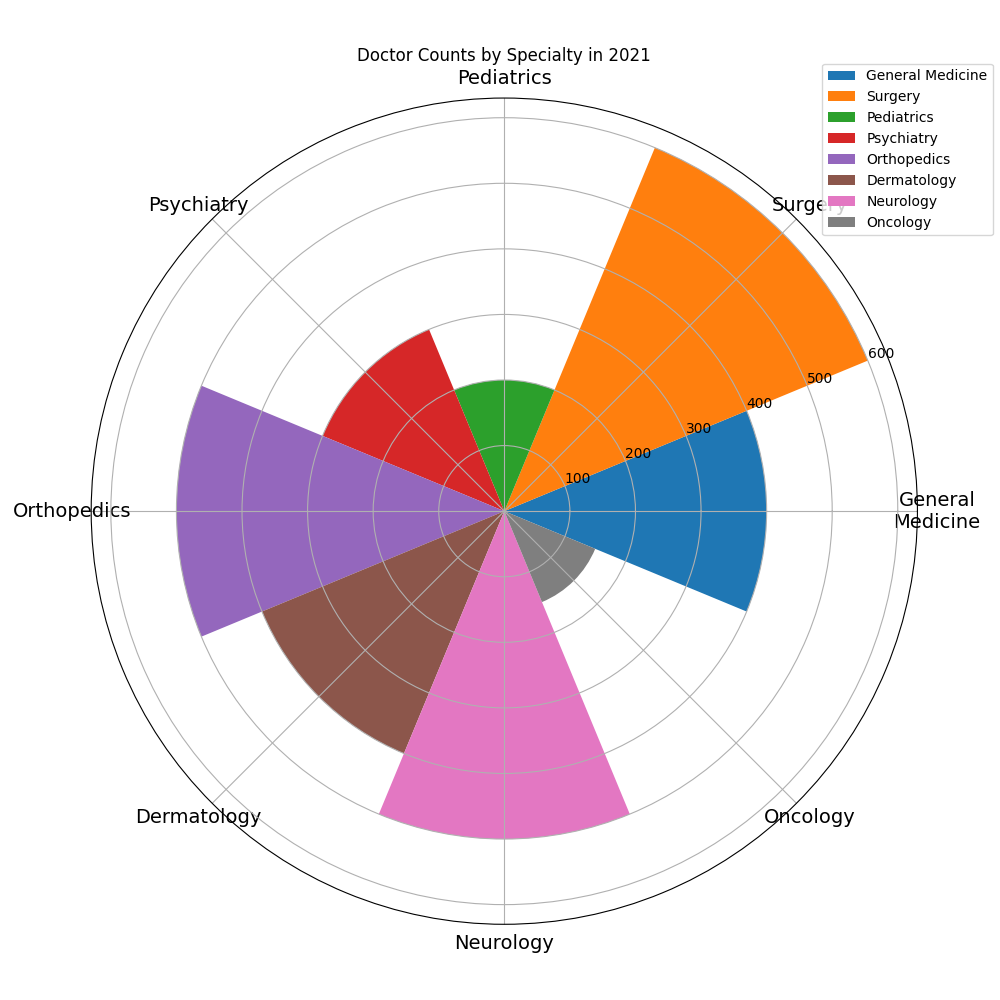 Doctor Counts by Specialty in 2021
Pediatrics
General Medicine
Surgery
Pediatrics
Psychiatry
Orthopedics
Dermatology
Neurology
Oncology
Psychiatry
Surgery
600
500
400
300
200
100
Orthopedics
General
Medicine
Dermatology
Oncology
Neurology